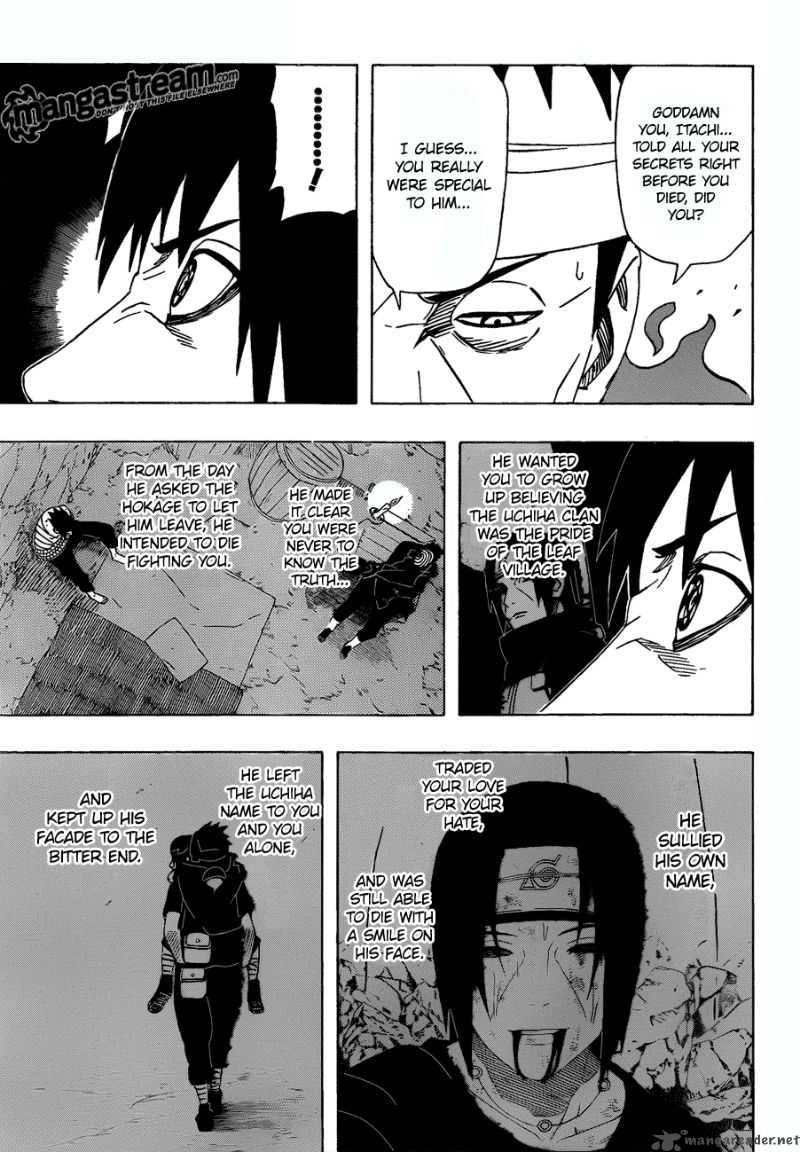 GODDAMN
YOU, ITACHI...
TOLD ALL YOUR
SECRETS RIGHT
BEFORE YOU
DIED, DID
YOU?
I GUESS...
YOU REALLY
WERE SPECIAL
TO HIM...
.........!
mangastream.com
DON'T HOST THIS FILE ELSEWHERE
HE WANTED
YOU TO GROW
UP BELIEVING
THE UCHIHA CLAN
WAS THE PRIDE
OF THE LEAF
VILLAGE.
HE MADE
IT CLEAR
YOU WERE
NEVER TO
KNOW THE
TRUTH...
FROM THE DAY
HE ASKED THE
HOKAGE TO LET
HIM LEAVE, HE
INTENDED TO DIE
FIGHTING YOU.
HE
SULLIED
HIS OWN
NAME,
TRADED
YOUR LOVE
FOR YOUR
HATE,
AND WAS
STILL ABLE
TO DIE WITH
A SMILE ON
HIS FACE.
HE LEFT
THE UCHIHA
NAME TO YOU
AND YOU
ALONE,
AND
KEPT UP HIS
FACADE TO THE
BITTER END.
mangareader.net